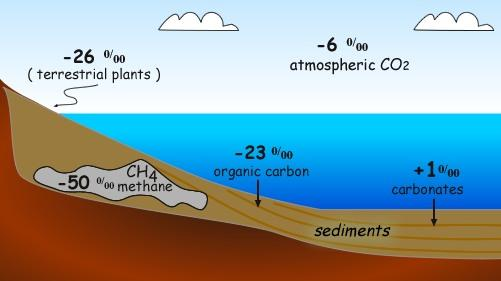 -26 0/00
( terrestrial plants )
-6 0/00
atmospheric CO2
-23 0/00
organic carbon
+1 0/00
carbonates
CH4
-50 0/00 methane
sediments